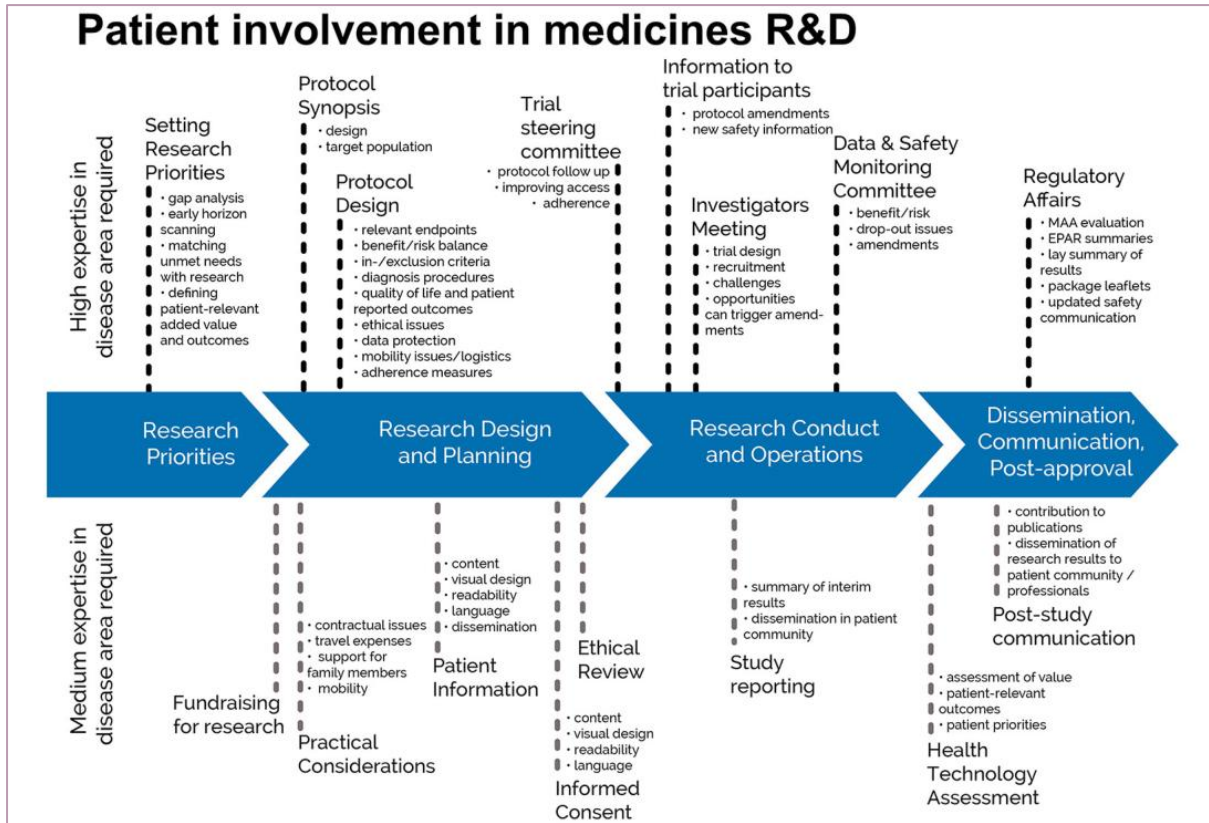 Patient involvement in medicines R&D
High expertise in
disease area required
Setting
Research
Priorities
• gap analysis
• early horizon
scanning
• matching
unmet needs
with research
• defining
patient-relevant
added value
and outcomes
Protocol
Synopsis
• design
• target population
Protocol
Design
• relevant endpoints
• benefit/risk balance
• in-/exclusion criteria
• diagnosis procedures
• quality of life and patient
reported outcomes
• ethical issues
• data protection
• mobility issues/logistics
• adherence measures
Trial
steering
committee
• protocol follow up
• improving access
• adherence
Information to
trial participants
• protocol amendments
• new safety information
Investigators
Meeting
• trial design
• recruitment
• challenges
• opportunities
can trigger amend-
ments
Data & Safety
Monitoring
Committee
• benefit/risk
• drop-out issues
• amendments
Regulatory
Affairs
• MAA evaluation
• EPAR summaries
• lay summary of
results
• package leaflets
• updated safety
communication
Research
Priorities
Research Design
and Planning
Research Conduct
and Operations
Dissemination,
Communication,
Post-approval
Medium expertise in
disease area required
Fundraising
for research
• contractual issues
• travel expenses
• support for
family members
• mobility
Practical
Considerations
• content
• visual design
• readability
• language
• dissemination
Patient
Information
Ethical
Review
• content
• visual design
• readability
• language
Informed
Consent
• summary of interim
results
• dissemination in patient
community
Study
reporting
• contribution to
publications
• dissemination of
research results to
patient community /
professionals
Post-study
communication
• assessment of value
• patient-relevant
outcomes
• patient priorities
Health
Technology
Assessment